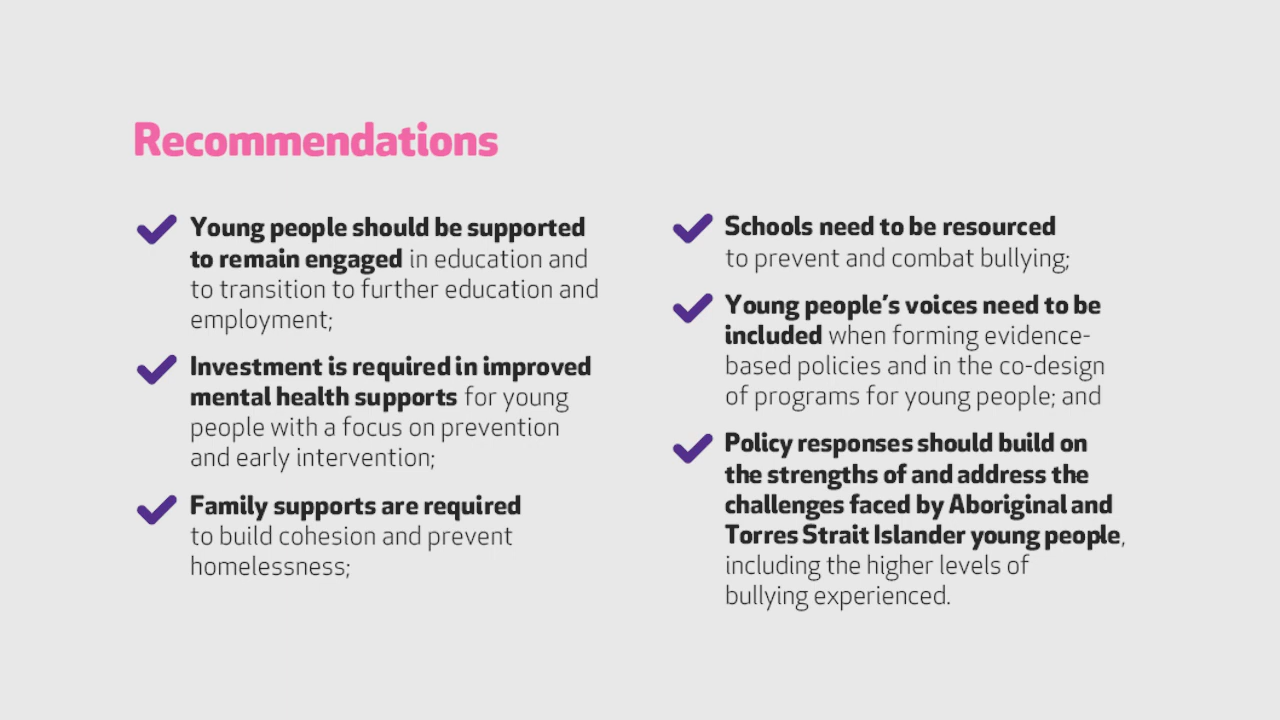 Recommendations
Young people should be supported
to remain engaged in education and
to transition to further education and
employment;
Investment is required in improved
mental health supports for young
people with a focus on prevention
and early intervention;
Family supports are required
to build cohesion and prevent
homelessness;
Schools need to be resourced
to prevent and combat bullying;
Young people’s voices need to be
included when forming evidence-
based policies and in the co-design
of programs for young people; and
Policy responses should build on
the strengths of and address the
challenges faced by Aboriginal and
Torres Strait Islander young people,
including the higher levels of
bullying experienced.